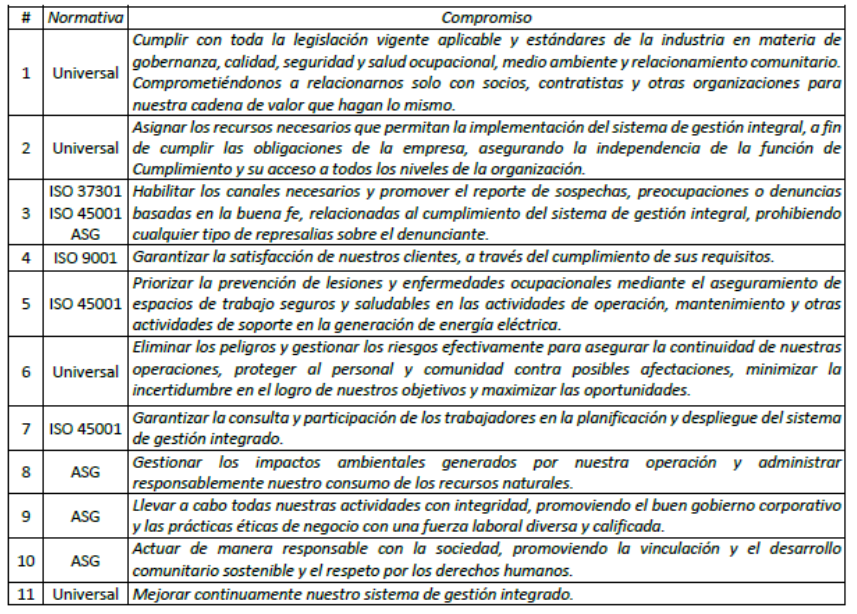 # Normativa Compromiso
Cumplir con toda la legislación vigente aplicable y estándares de la industria en materia de
gobernanza, calidad, seguridad y salud ocupacional, medio ambiente y relacionamiento comunitario.
1 Universal Comprometiéndonos a relacionarnos solo con socios, contratistas y otras organizaciones para
nuestra cadena de valor que hagan lo mismo.
Asignar los recursos necesarios que permitan la implementación del sistema de gestión integral, a fin
2 Universal de cumplir las obligaciones de la empresa, asegurando la independencia de la función de
Cumplimiento y su acceso a todos los niveles de la organización.
ISO 37301 Habilitar los canales necesarios y promover el reporte de sospechas, preocupaciones o denuncias
3 ISO 45001 basadas en la buena fe, relacionadas al cumplimiento del sistema de gestión integral, prohibiendo
ASG cualquier tipo de represalias sobre el denunciante.
4 ISO 9001 Garantizar la satisfacción de nuestros clientes, a través del cumplimiento de sus requisitos.
Priorizar la prevención de lesiones y enfermedades ocupacionales mediante el aseguramiento de
5 ISO 45001 espacios de trabajo seguros y saludables en las actividades de operación, mantenimiento y otras
actividades de soporte en la generación de energía eléctrica.
Eliminar los peligros y gestionar los riesgos efectivamente para asegurar la continuidad de nuestras
6 Universal operaciones, proteger al personal y comunidad contra posibles afectaciones, minimizar la
incertidumbre en el logro de nuestros objetivos y maximizar las oportunidades.
7 ISO 45001 Garantizar la consulta y participación de los trabajadores en la planificación y despliegue del sistema
de gestión integrado.
8 ASG Gestionar los impactos ambientales generados por nuestra operación y administrar
responsablemente nuestro consumo de los recursos naturales.
9 ASG Llevar a cabo todas nuestras actividades con integridad, promoviendo el buen gobierno corporativo
y las prácticas éticas de negocio con una fuerza laboral diversa y calificada.
10 ASG Actuar de manera responsable con la sociedad, promoviendo la vinculación y el desarrollo
comunitario sostenible y el respeto por los derechos humanos.
11 Universal Mejorar continuamente nuestro sistema de gestión integrado.